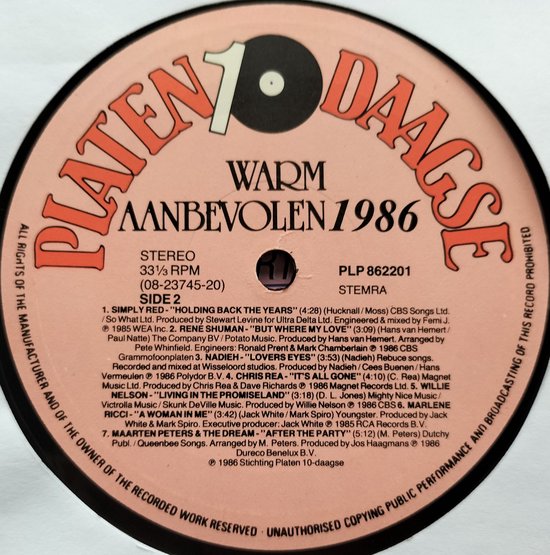 PLATEN 10 DAAGSE
WARM
AANBEVOLEN 1986
STEREO
33⅓ RPM
(08-23745-20)
SIDE 2
PLP 862201
STEMRA
1. SIMPLY RED - "HOLDING BACK THE YEARS" (4:28) (Hucknall / Moss) CBS Songs Ltd. /
So What Ltd. Produced by Stewart Levine for Ultra Delta Ltd. Engineered & mixed by Femi J.
℗ 1985 WEA Inc. 2. RENE SHUMAN - "BUT WHERE MY LOVE" (3:09) (Hans van Hemert /
Paul Natte) The Company BV / Potato Music. Produced by Hans van Hemert. Arranged by
Pete Whinfield. Engineers: Ronald Prent & Mark Chamberlain ℗ 1986 CBS
Grammofoonplaten 3. NADIEH - "LOVERS EYES" (3:53) (Nadieh) Rebuce songs.
Recorded and mixed at Wisseloord studios. Produced by Nadieh / Cees Buenen / Hans
Vermeulen ℗ 1986 Polydor B.V. 4. CHRIS REA - "IT'S ALL GONE" (4:10) (C. Rea) Magnet
Music Ltd. Produced by Chris Rea & Dave Richards ℗ 1986 Magnet Records Ltd. 5. WILLIE
NELSON - "LIVING IN THE PROMISELAND" (3:18) (D. L. Jones) Mighty Nice Music /
Victrolla Music / Skunk DeVille Music. Produced by Willie Nelson ℗ 1986 CBS 6. MARLENE
RICCI - "A WOMAN IN ME" (3:42) (Jack White / Mark Spiro) Youngster. Produced by Jack
White & Mark Spiro. Executive producer: Jack White ℗ 1985 RCA Records B.V.
7. MAARTEN PETERS & THE DREAM - "AFTER THE PARTY" (5:12) (M. Peters) Dutchy
Publ. / Queenbee Songs. Arranged by M. Peters. Produced by Jos Haagmans ℗ 1986
Dureco Benelux B.V.
℗ 1986 Stichting Platen 10-daagse
ALL RIGHTS OF THE MANUFACTURER AND OF THE OWNER OF THE RECORDED WORK RESERVED · UNAUTHORISED COPYING PUBLIC PERFORMANCE AND BROADCASTING OF THIS RECORD PROHIBITED